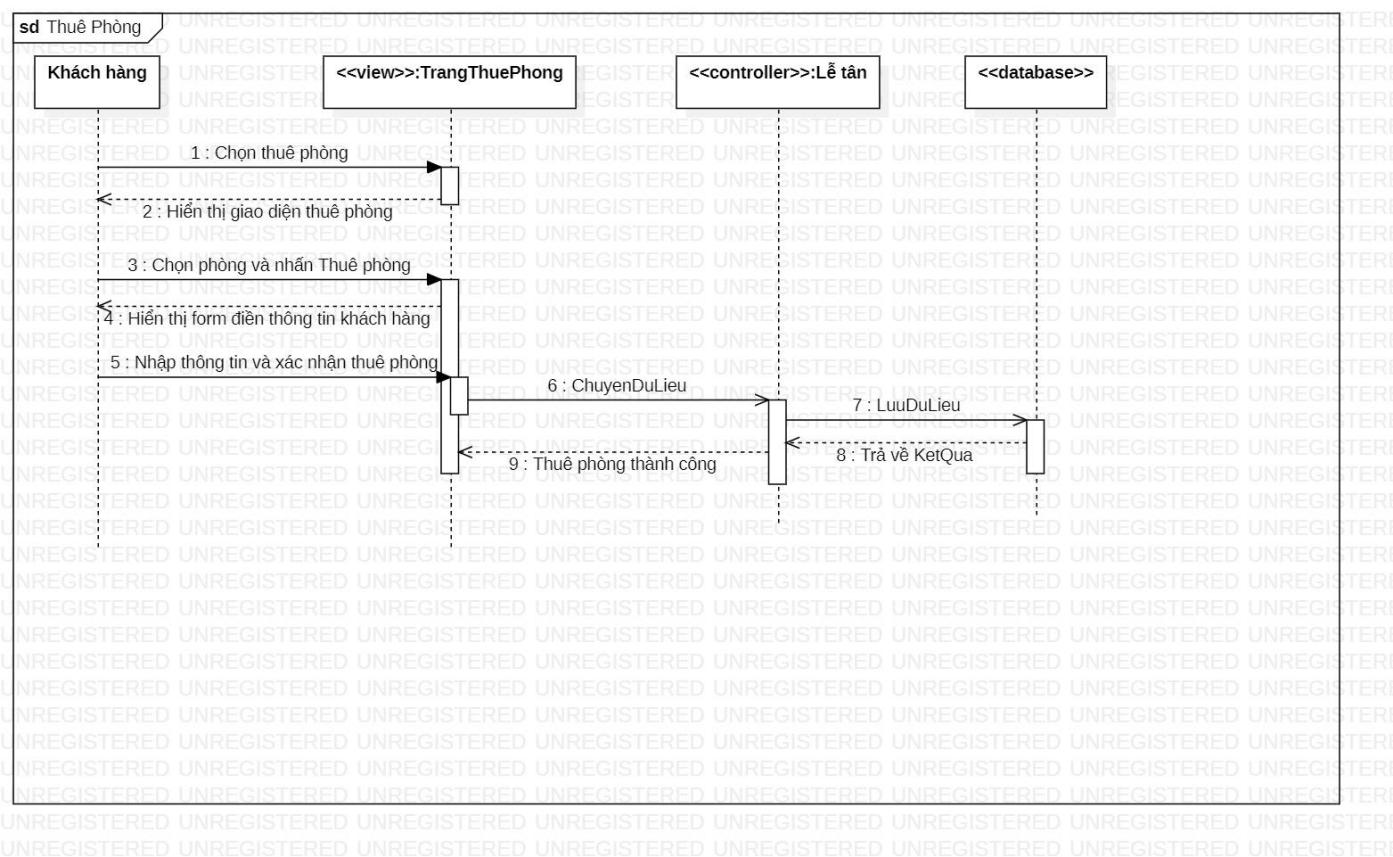 sd Thuê Phòng
Khách hàng
<<view>>:TrangThuePhong
<<controller>>:Lễ tân
<<database>>
1 : Chọn thuê phòng
2 : Hiển thị giao diện thuê phòng
3 : Chọn phòng và nhấn Thuê phòng
4 : Hiển thị form điền thông tin khách hàng
5 : Nhập thông tin và xác nhận thuê phòng
6 : ChuyenDuLieu
7 : LuuDuLieu
8 : Trả về KetQua
9 : Thuê phòng thành công
UNREGISTERED